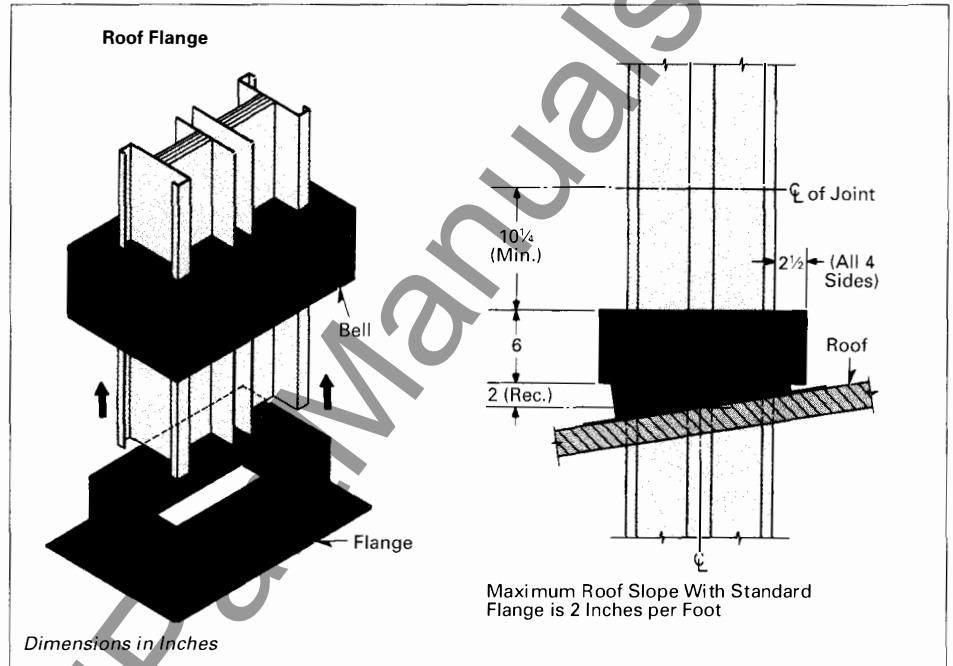 Roof Flange
Bell
Flange
Dimensions in Inches
℄ of Joint
10¼
(Min.)
2½
(All 4
Sides)
6
2 (Rec.)
Roof
℄
Maximum Roof Slope With Standard
Flange is 2 Inches per Foot
Manuals